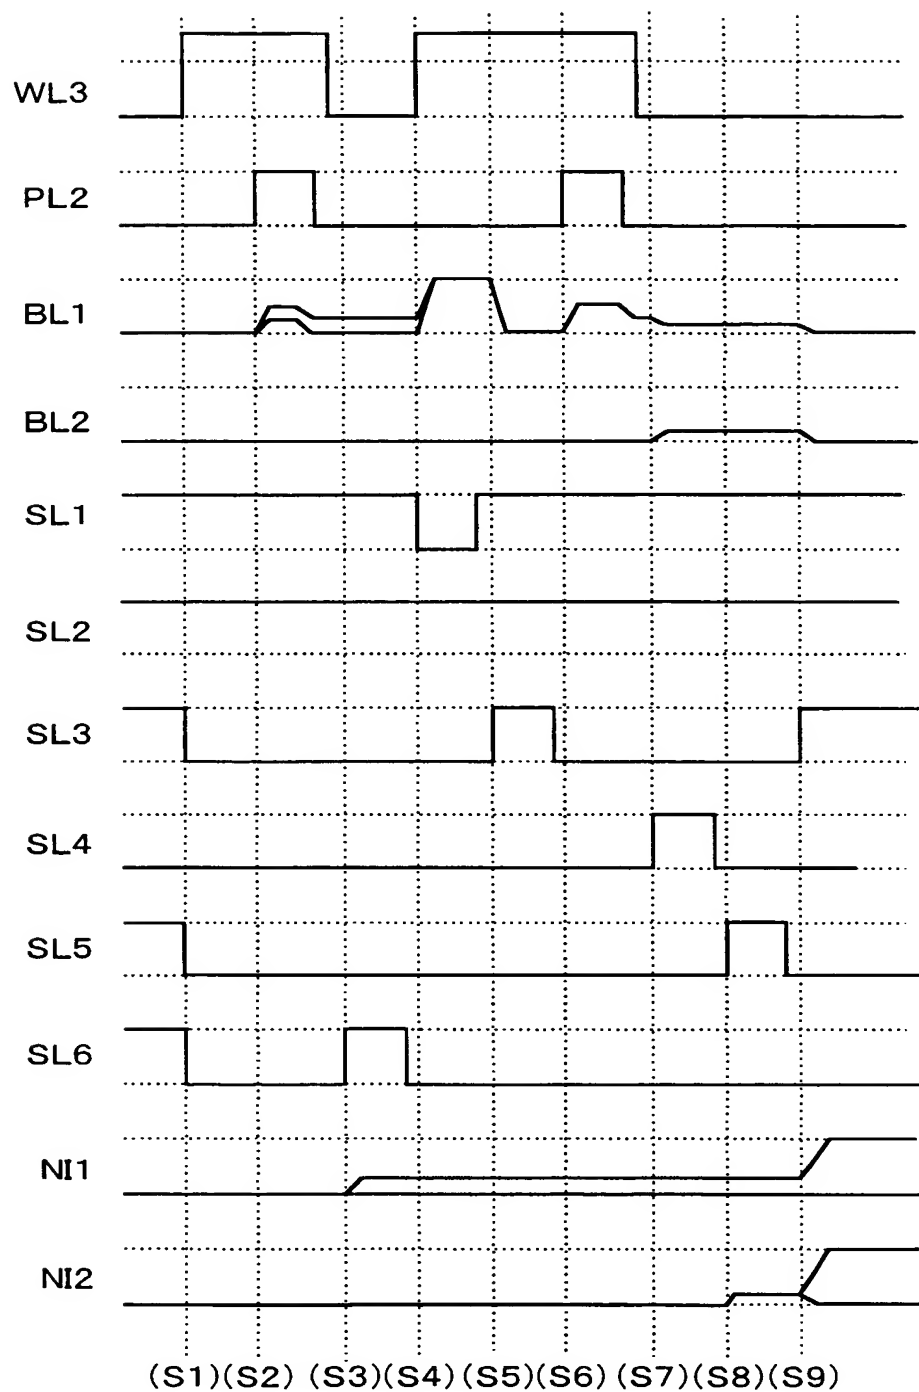 WL3
PL2
BL1
BL2
SL1
SL2
SL3
SL4
SL5
SL6
NI1
NI2
(S1)(S2) (S3)(S4) (S5)(S6) (S7)(S8) (S9)